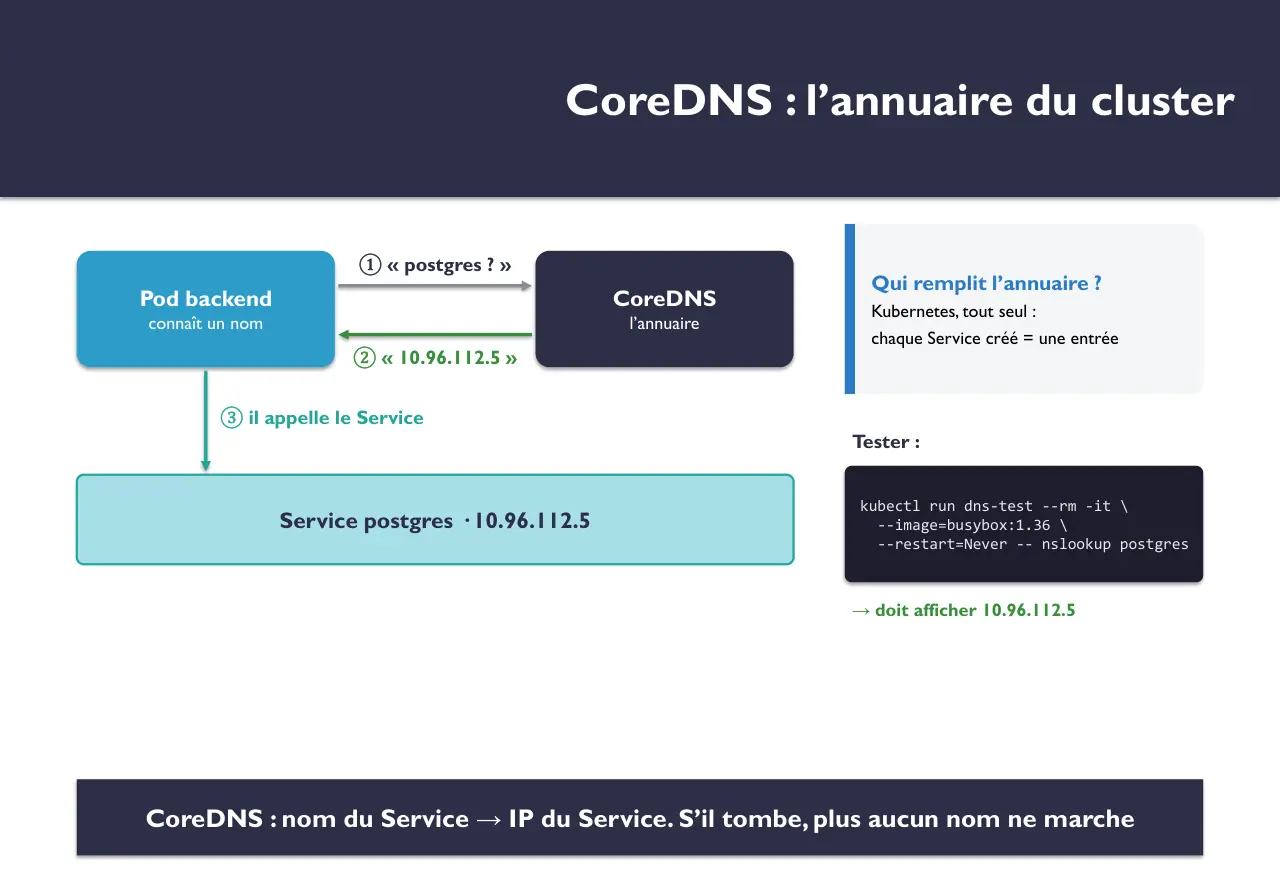 CoreDNS : l’annuaire du cluster
Pod backend
connaît un nom
① « postgres ? »
② « 10.96.112.5 »
CoreDNS
l’annuaire
③ il appelle le Service
Service postgres · 10.96.112.5
Qui remplit l’annuaire ?
Kubernetes, tout seul :
chaque Service créé = une entrée
Tester :
kubectl run dns-test --rm -it \
--image=busybox:1.36 \
--restart=Never -- nslookup postgres
→ doit afficher 10.96.112.5
CoreDNS : nom du Service → IP du Service. S’il tombe, plus aucun nom ne marche